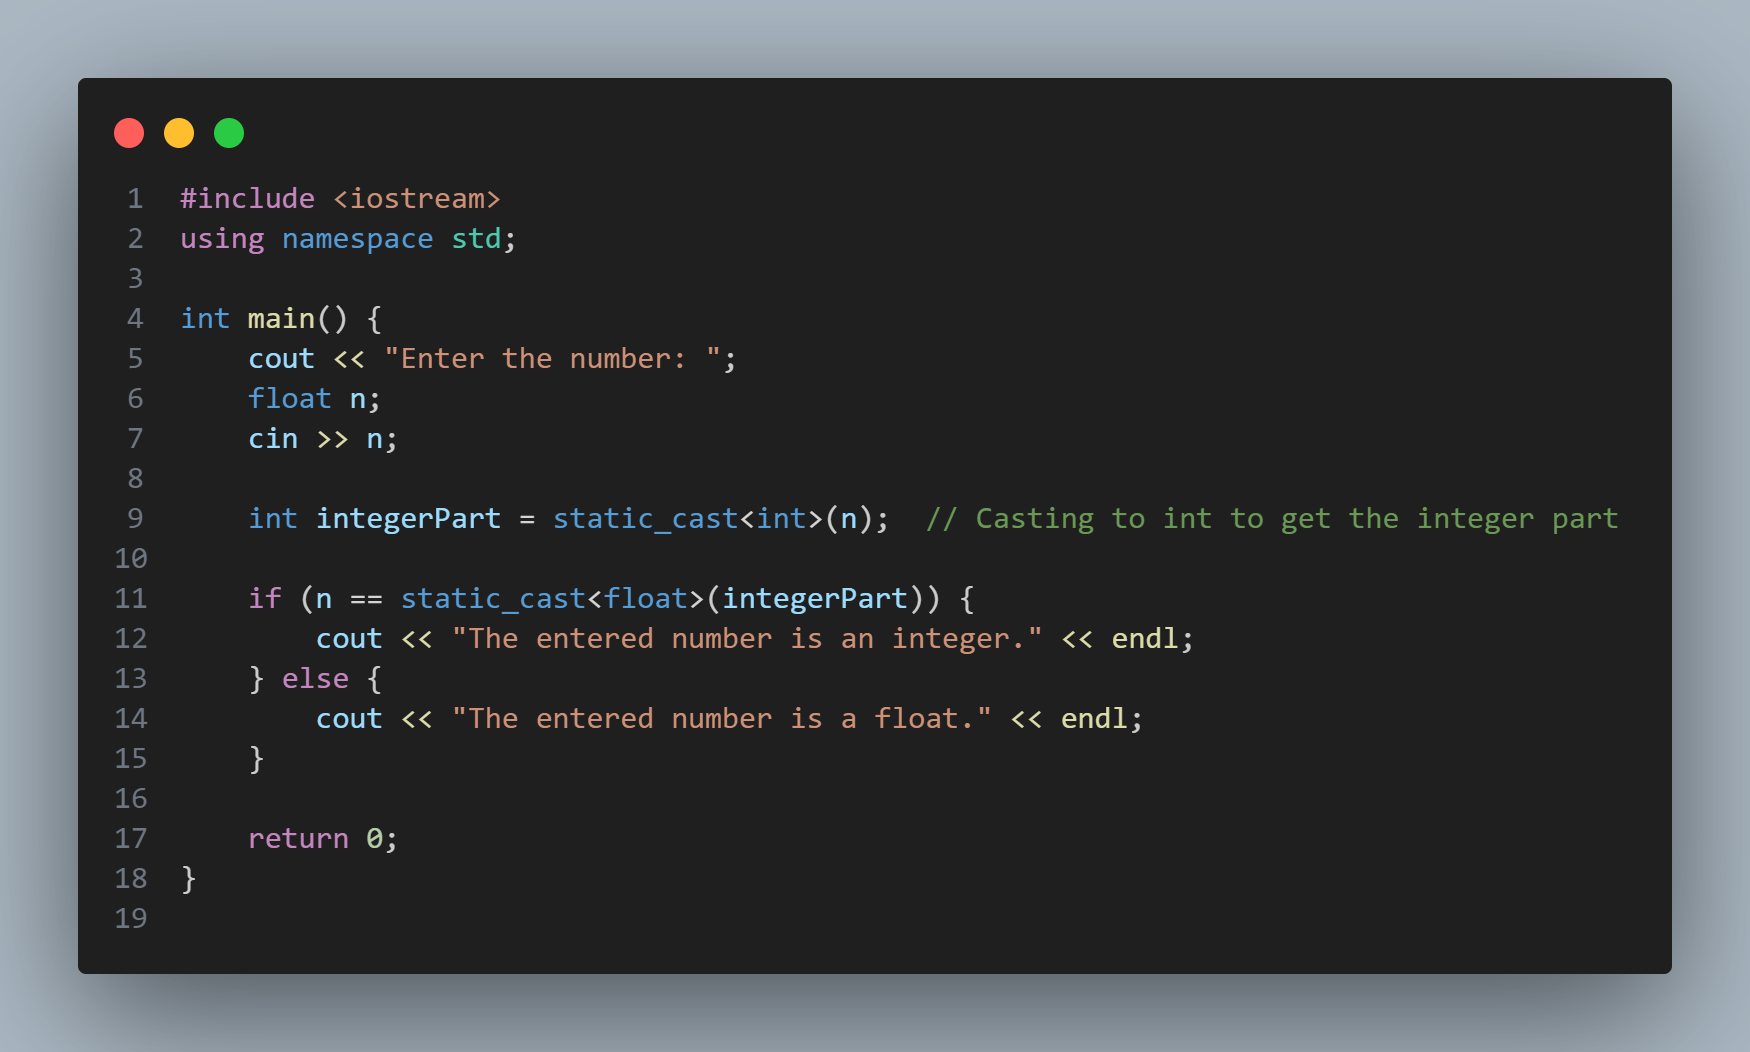 1 #include <iostream>
2 using namespace std;
3
4 int main() {
5     cout << "Enter the number: ";
6     float n;
7     cin >> n;
8
9     int integerPart = static_cast<int>(n);  // Casting to int to get the integer part
10
11     if (n == static_cast<float>(integerPart)) {
12         cout << "The entered number is an integer." << endl;
13     } else {
14         cout << "The entered number is a float." << endl;
15     }
16
17     return 0;
18 }
19